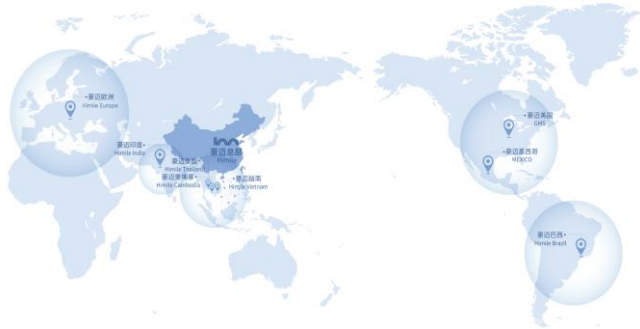 豪迈欧洲
Himile Europe
豪迈印度
Himile India
豪迈总部
Himile
豪迈泰国
Himile Thailand
豪迈柬埔寨
Himile Cambodia
豪迈越南
Himile Vietnam
豪迈美国
GMS
豪迈墨西哥
MEXICO
豪迈巴西
Himile Brazil